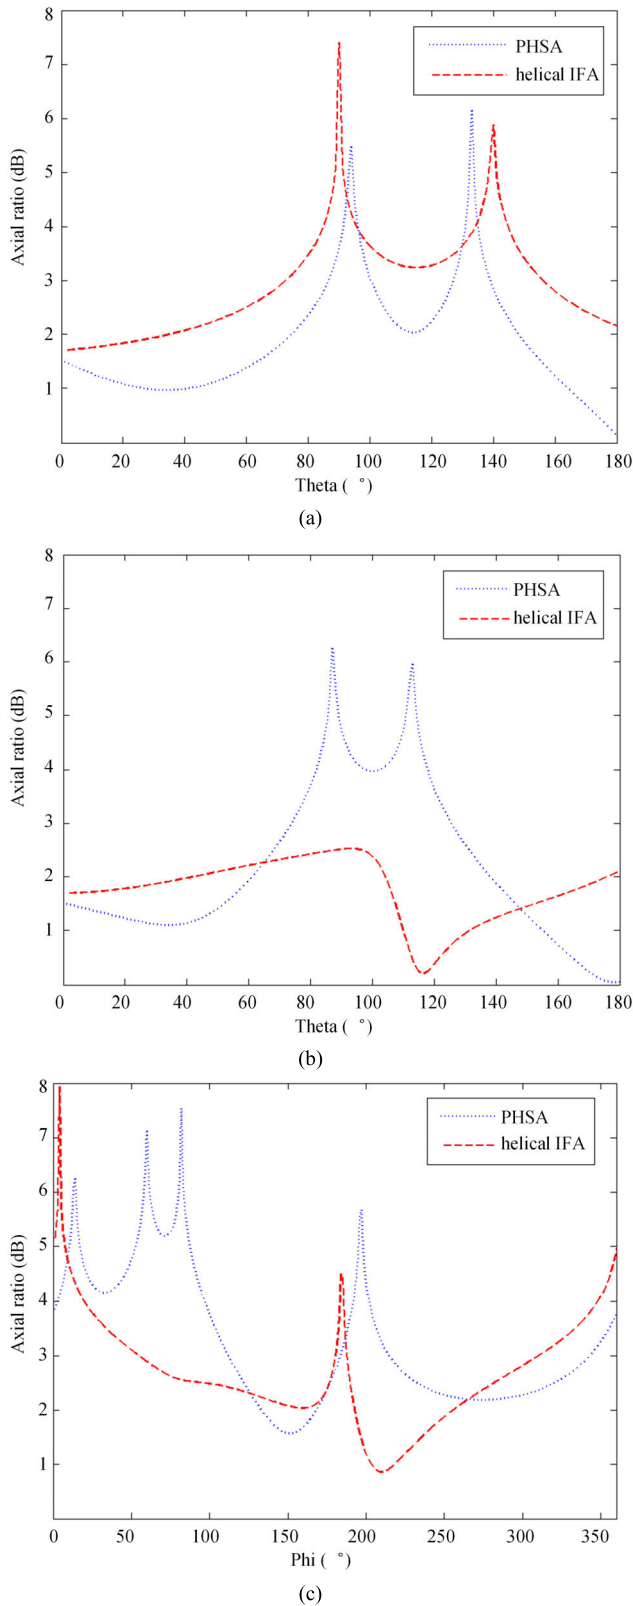 8
7
6
5
4
3
2
1
Axial ratio (dB)
PHSA
helical IFA
0 20 40 60 80 100 120 140 160 180
Theta ( °)
(a)
8
7
6
5
4
3
2
1
Axial ratio (dB)
PHSA
helical IFA
0 20 40 60 80 100 120 140 160 180
Theta ( °)
(b)
8
7
6
5
4
3
2
1
Axial ratio (dB)
PHSA
helical IFA
0 50 100 150 200 250 300 350
Phi ( °)
(c)